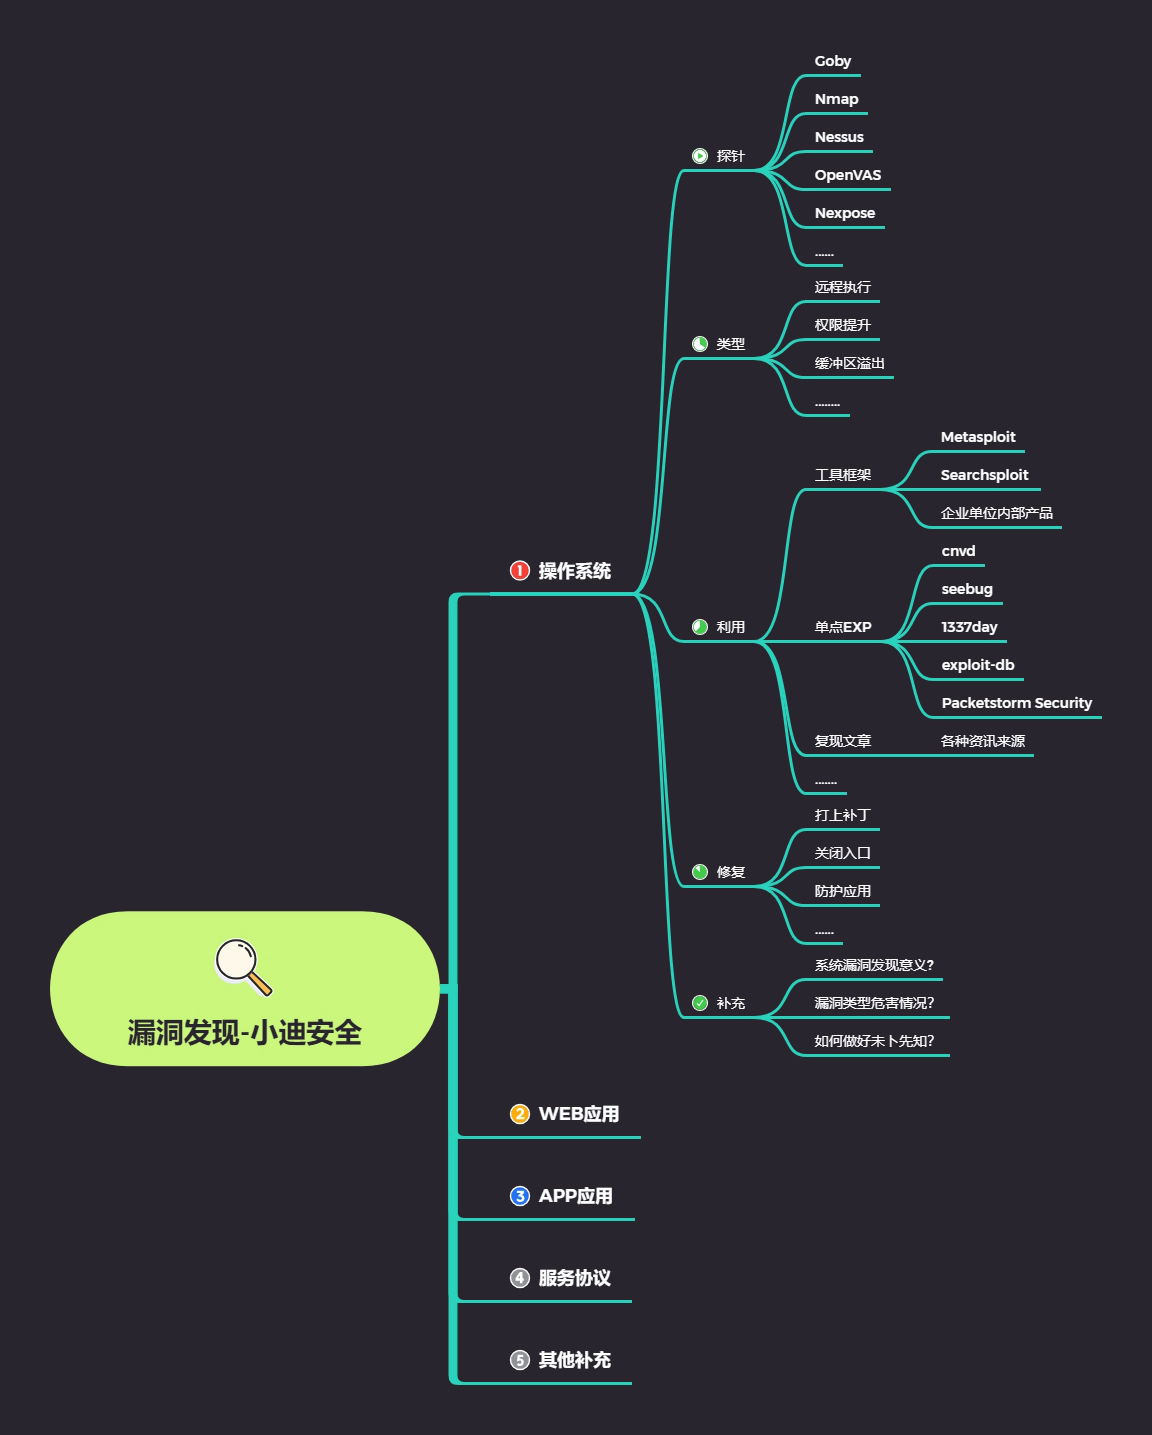 漏洞发现-小迪安全
1 操作系统
探针
Goby
Nmap
Nessus
OpenVAS
Nexpose
......
类型
远程执行
权限提升
缓冲区溢出
........
利用
工具框架
Metasploit
Searchsploit
企业单位内部产品
单点EXP
cnvd
seebug
1337day
exploit-db
Packetstorm Security
复现文章
各种资讯来源
.......
修复
打上补丁
关闭入口
防护应用
......
补充
系统漏洞发现意义?
漏洞类型危害情况?
如何做好未卜先知?
2 WEB应用
3 APP应用
4 服务协议
5 其他补充